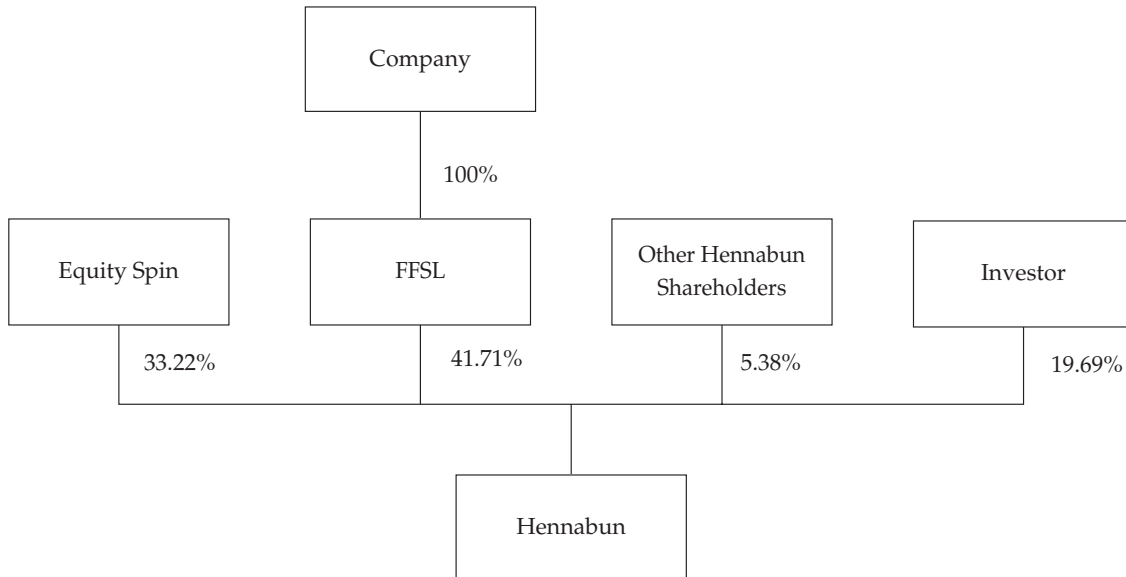 Company
100%
Equity Spin
FFSL
Other Hennabun
Shareholders
Investor
33.22%
41.71%
5.38%
19.69%
Hennabun